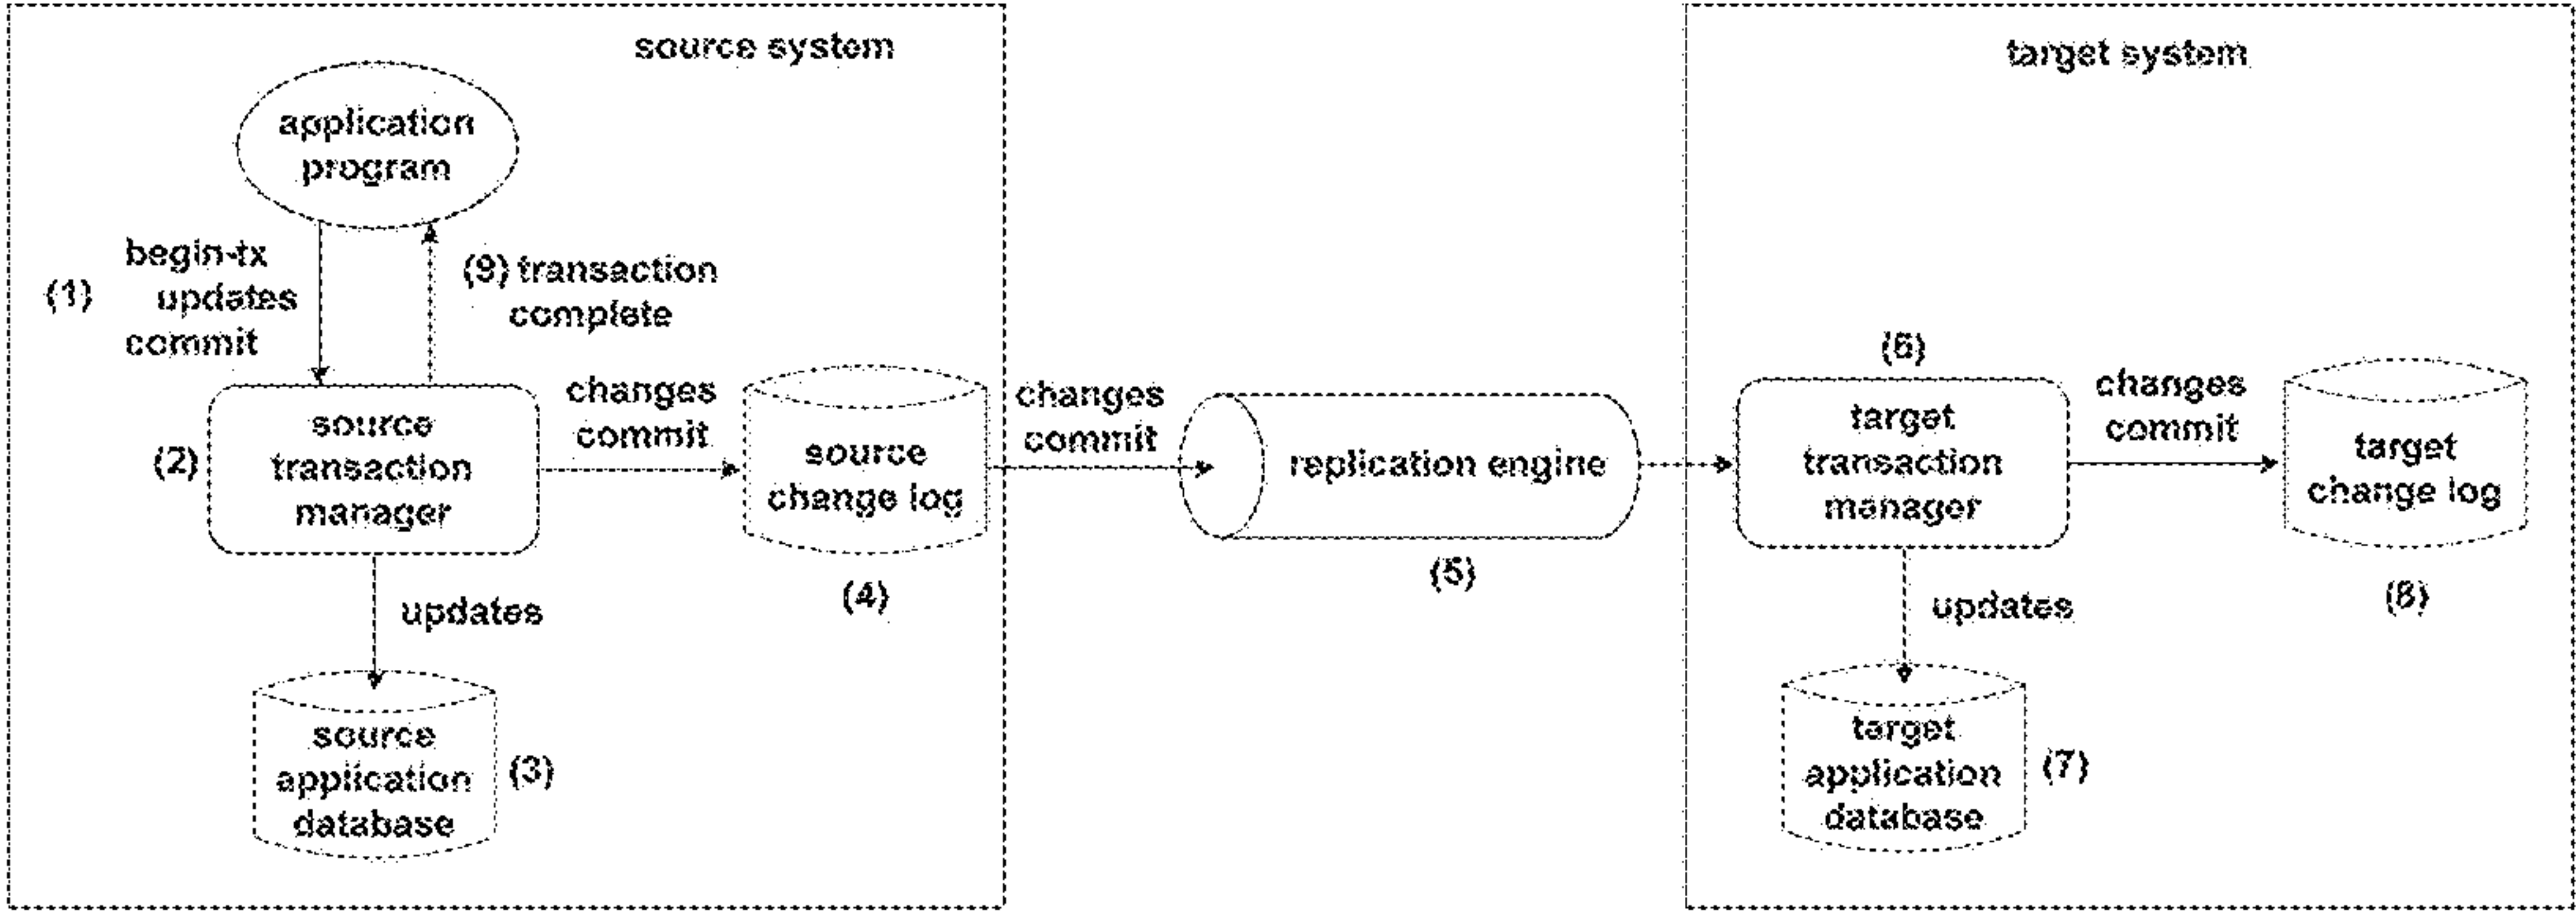 source system
application
program
(1)
begin-tx
updates
commit
(9) transaction
complete
(2)
source
transaction
manager
changes
commit
source
change log
(4)
updates
source
application
database
(3)
changes
commit
replication engine
(5)
target system
(6)
target
transaction
manager
changes
commit
target
change log
(8)
updates
target
application
database
(7)